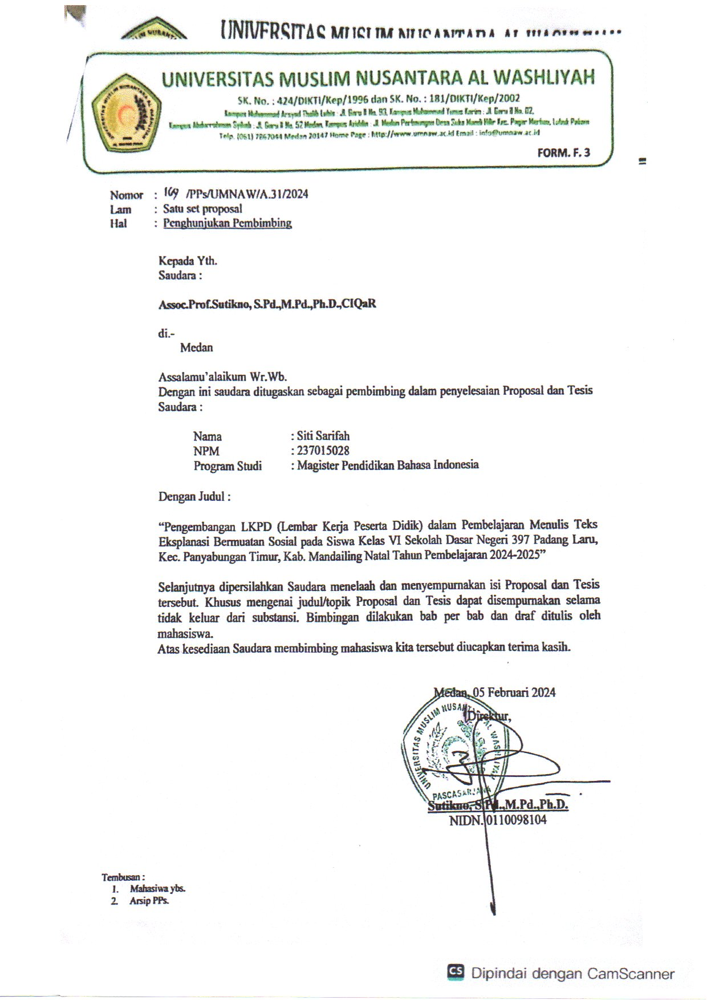 UNIVERSITAS MUSLIM NUSANTARA AL WASHLIYAH
UNIVERSITAS MUSLIM NUSANTARA AL WASHLIYAH
SK. No. : 424/DIKTI/Kep/1996 dan SK. No. : 181/DIKTI/Kep/2002
Kampus Muhammad Arsyad Thalib Lubis : Jl. Garu II No. 93, Kampus Muhammad Yunus Karim : Jl. Garu II No. 02,
Kampus Abdurrahman Syihab : Jl. Garu II No. 52 Medan, Kampus Ariddin : Jl. Medan Perbaungan Desa Suka Mandi Hilir Kec. Pagar Merbau, Lubuk Pakam
Telp. (061) 7867044 Medan 20147 Home Page : http://www.umnaw.ac.id Email : info@umnaw.ac.id
FORM. F. 3
Nomor : 169 /PPs/UMNAW/A.31/2024
Lam : Satu set proposal
Hal : Penghunjukan Pembimbing
Kepada Yth.
Saudara :
Assoc.Prof.Sutikno, S.Pd.,M.Pd.,Ph.D.,CIQaR
di.-
Medan
Assalamu'alaikum Wr.Wb.
Dengan ini saudara ditugaskan sebagai pembimbing dalam penyelesaian Proposal dan Tesis
Saudara :
Nama : Siti Sarifah
NPM : 237015028
Program Studi : Magister Pendidikan Bahasa Indonesia
Dengan Judul :
“Pengembangan LKPD (Lembar Kerja Peserta Didik) dalam Pembelajaran Menulis Teks
Eksplanasi Bermuatan Sosial pada Siswa Kelas VI Sekolah Dasar Negeri 397 Padang Laru,
Kec. Panyabungan Timur, Kab. Mandailing Natal Tahun Pembelajaran 2024-2025”
Selanjutnya dipersilahkan Saudara menelaah dan menyempurnakan isi Proposal dan Tesis
tersebut. Khusus mengenai judul/topik Proposal dan Tesis dapat disempurnakan selama
tidak keluar dari substansi. Bimbingan dilakukan bab per bab dan draf ditulis oleh
mahasiswa.
Atas kesediaan Saudara membimbing mahasiswa kita tersebut diucapkan terima kasih.
Medan, 05 Februari 2024
Direktur,
UNIVERSITAS MUSLIM NUSANTARA AL WASHLIYAH
PASCASARJANA
Sutikno, S.Pd.,M.Pd.,Ph.D.
NIDN. 0110098104
Tembusan :
1. Mahasiwa ybs.
2. Arsip PPs.
CS Dipindai dengan CamScanner